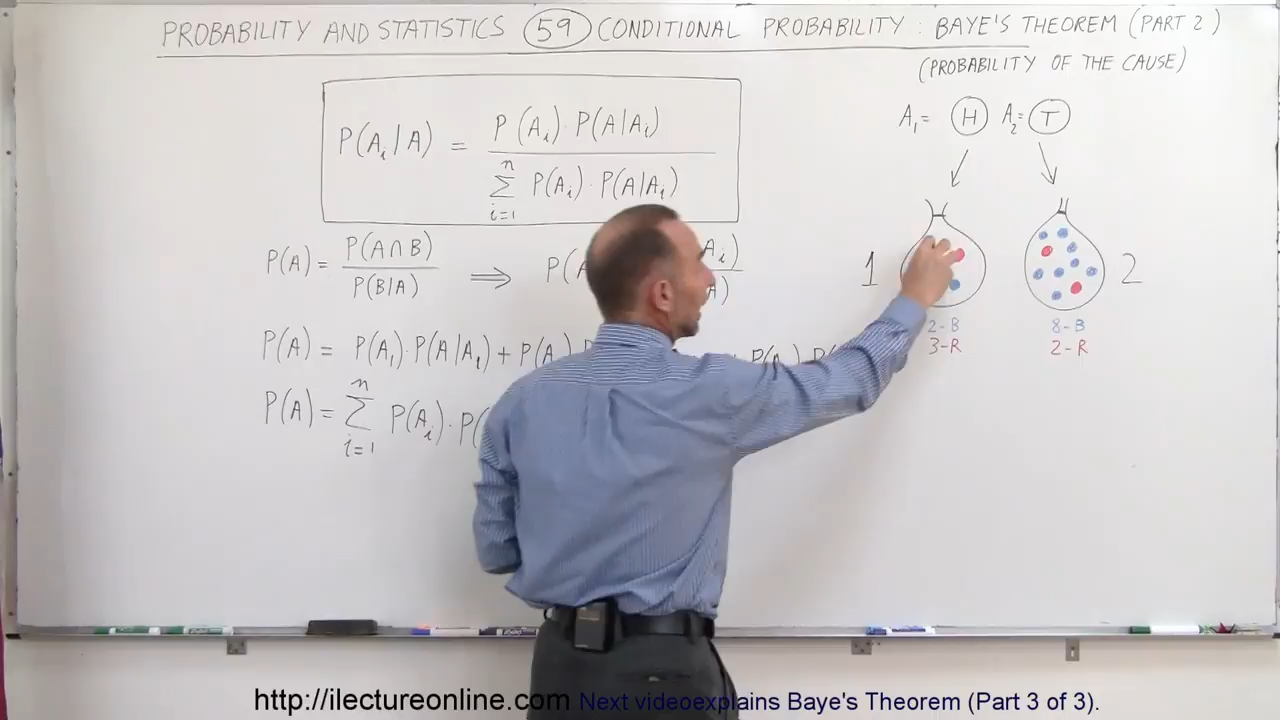 PROBABILITY AND STATISTICS 59 CONDITIONAL PROBABILITY : BAYE'S THEOREM (PART 2)
(PROBABILITY OF THE CAUSE)
A₁ = H A₂= T
P(Aᵢ/A) = P(Aᵢ)·P(A/Aᵢ)
n Σ i=1 P(Aᵢ)·P(A/Aᵢ)
P(A) = P(A∩B) / P(B/A) ⟹ P(A
Aᵢ)
A)
1 2
2-B 8-B
3-R 2-R
P(A) = P(A₁)·P(A/A₁) + P(A
P(A) = n Σ i=1 P(Aᵢ)·P(
http://ilectureonline.com Next videoexplains Baye's Theorem (Part 3 of 3).